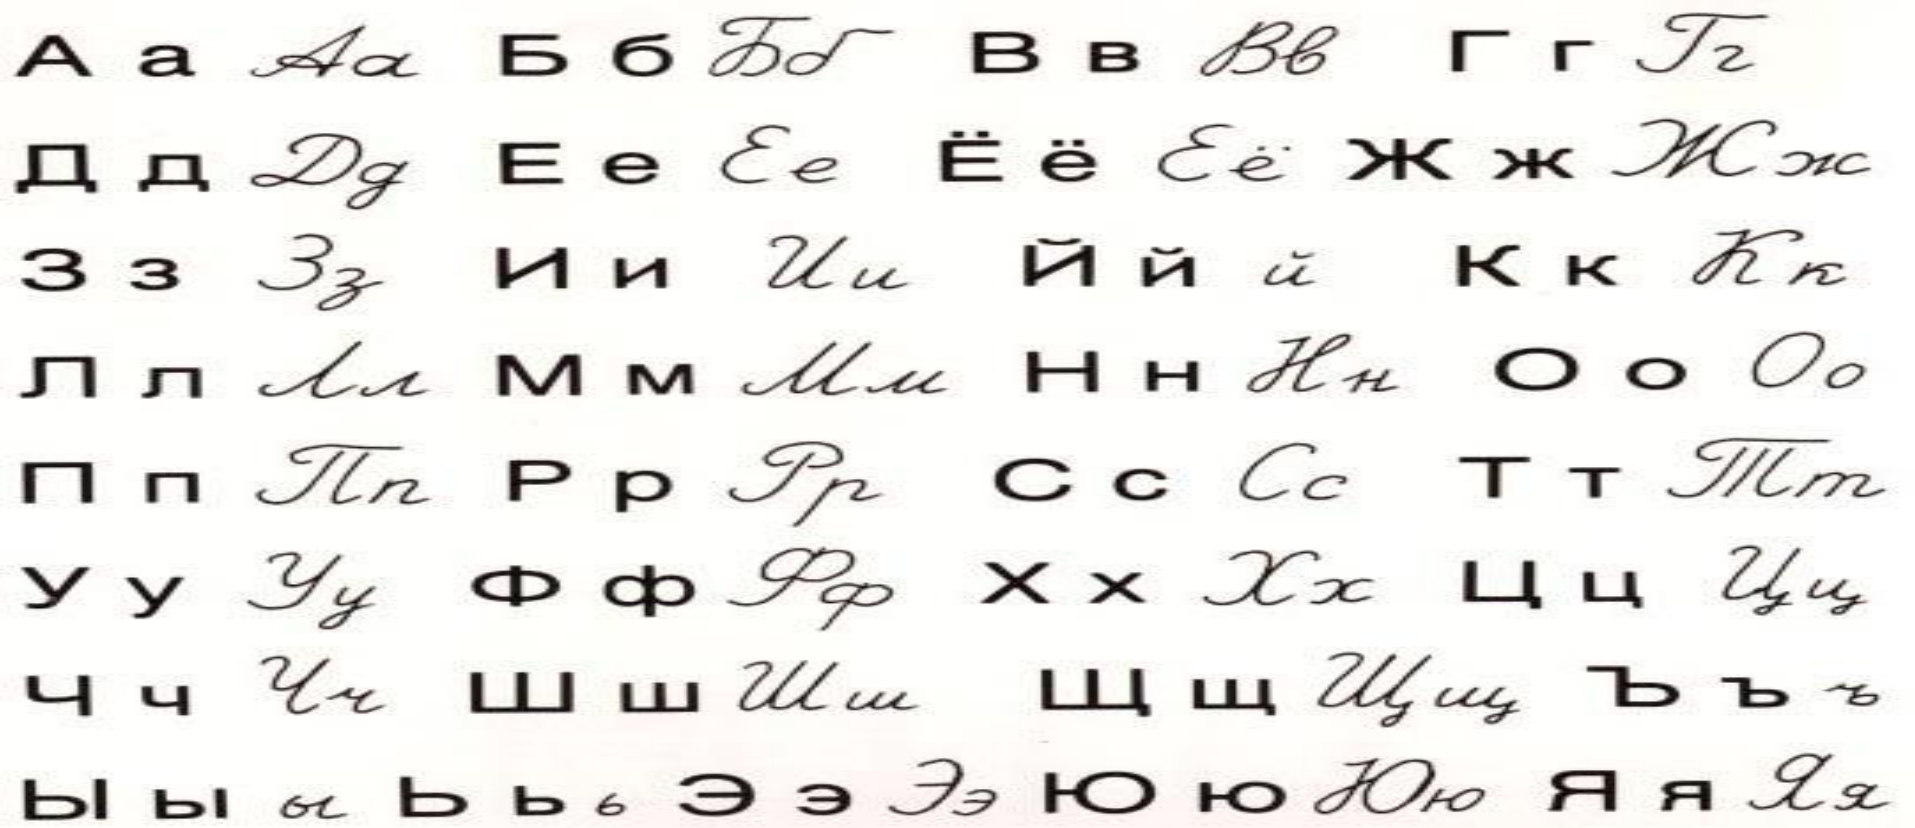 А а Аа Б б Бб В в Вв Г г Гг
Д д Дд Е е Ее Ё ё Её Ж ж Жж
З з Зз И и Ии Й й й К к Кк
Л л Лл М м Мм Н н Нн О о Оо
П п Пп Р р Рр С с Сс Т т Тт
У у Уу Ф ф Фф Х х Хх Ц ц Цц
Ч ч Чч Ш ш Шш Щ щ Щщ Ъ ъ ъ
Ы ы ы Ь ь ь Э э Ээ Ю ю Юю Я я Яя